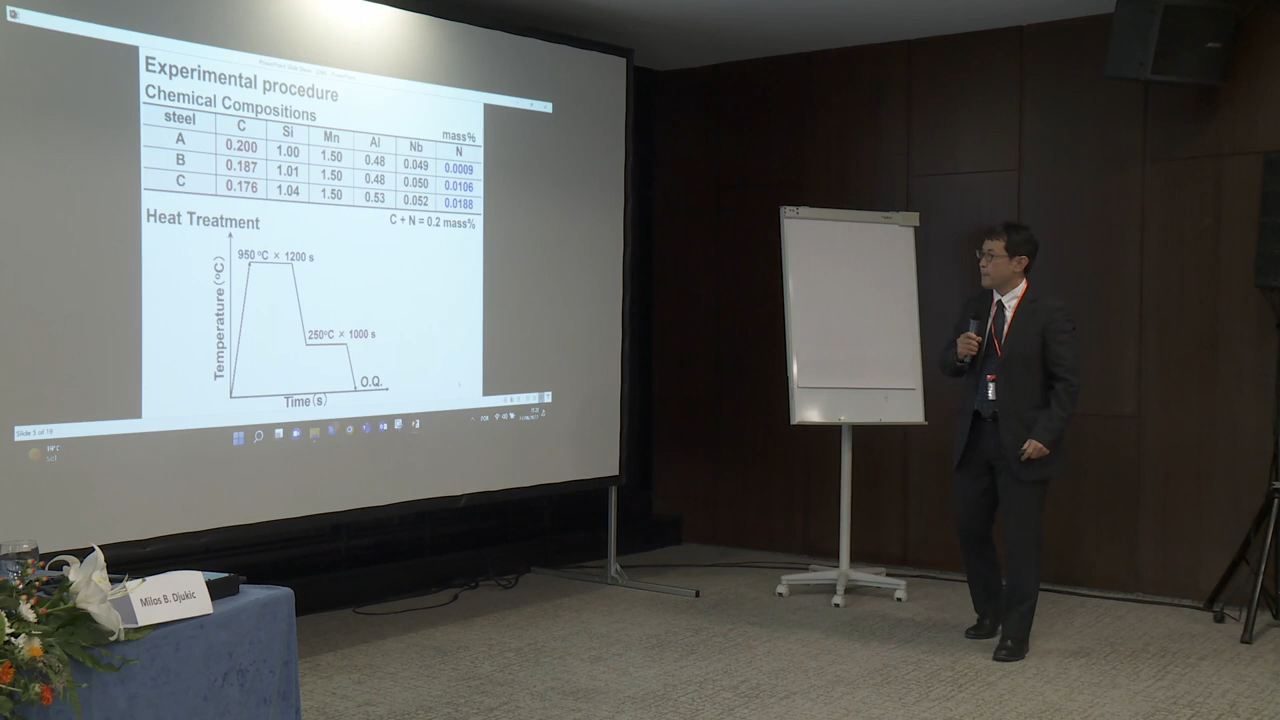 Experimental procedure
Chemical Compositions
mass%
steel C Si Mn Al Nb N
A 0.200 1.00 1.50 0.48 0.049 0.0009
B 0.187 1.01 1.50 0.48 0.050 0.0106
C 0.176 1.04 1.50 0.53 0.052 0.0188
C + N = 0.2 mass%
Heat Treatment
Temperature(°C)
950 °C × 1200 s
250°C × 1000 s
O.Q.
Time(s)
Slide 5 of 19
19°C
POR
Milos B. Djukic